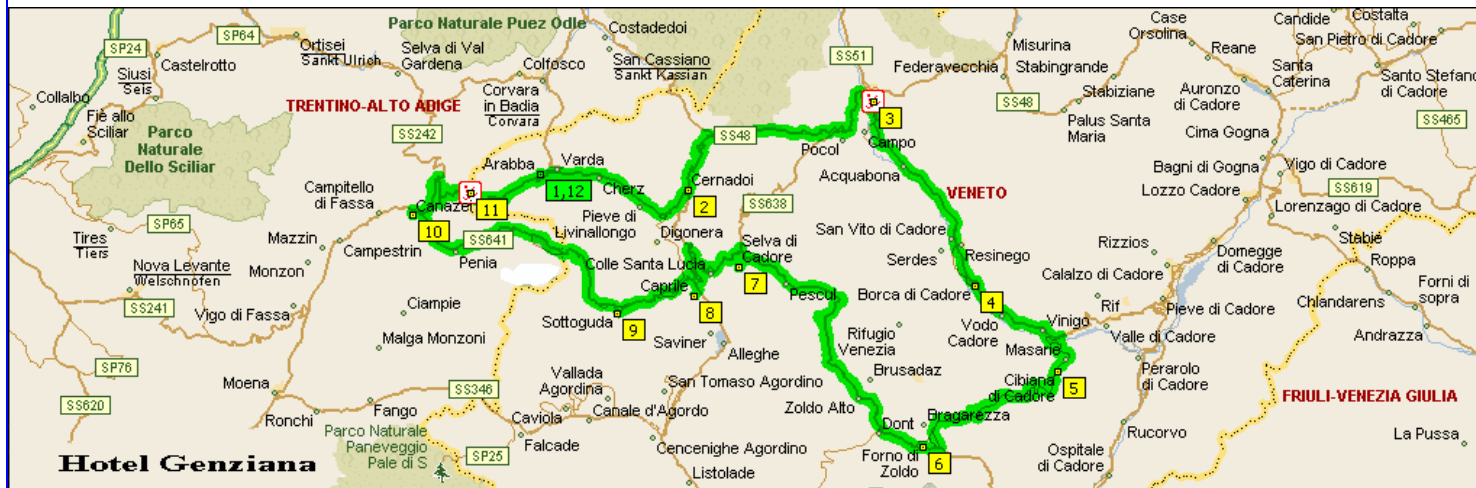 Parco Naturale Puez Odle
Costadedoi
SP24
SP64
Ortisei
Sankt Ulrich
Selva di Val
Gardena
Castelrotto
Siusi
Seis
Collalbo
Fiè allo
Sciliar
Colfosco
San Cassiano
Sankt Kassian
Corvara
in Badia
Corvara
TRENTINO-ALTO ABIGE
SS242
Parco
Naturale
Dello Sciliar
SS51
Misurina
Federavecchia
Stabingrande
Case
Orsolina
Reane
Candide
Costalta
San Pietro di Cadore
Santa
Caterina
Santo Stefano
di Cadore
Auronzo
di Cadore
Stabiziane
SS48
Palus Santa
Maria
Cima Gogna
SS465
3
SS48
Pocol
Campo
Acquabona
VENETO
Bagni di Gogna
Vigo di Cadore
Lozzo Cadore
SS619
Lorenzago di Cadore
Arabba
Varda
1,12
Cherz
Cernadoi
2
SS638
Campitello
di Fassa
Canazei
11
10
Pieve di
Livinallongo
Digonera
Selva di
Cadore
San Vito di Cadore
Serdes
Resinego
Rizzios
Domegge
di Cadore
Stabie
Roppa
SP65
Tires
Tiers
Mazzin
Campestrin
SS641
Penia
Nova Levante
Welschnofen
Monzon
Colle Santa Lucia
Caprile
7
Pescul
Borca di Cadore
4
Calalzo di Cadore
Rif
Pieve di Cadore
Forni di
sopra
Chlandarens
Andrazza
SS241
Vigo di Fassa
Ciampie
Malga Monzoni
Sottoguda
9
8
Saviner
Alleghe
Rifugio
Venezia
Vodo
Cadore
Vinigo
Valle di Cadore
Masarie
Perarolo
di Cadore
SP76
Moena
SS346
Vallada
Agordina
San Tomaso Agordino
Brusadaz
Cibiana
di Cadore
5
FRIULI-VENEZIA GIULIA
SS620
Ronchi
Fango
Caviola
Canale d'Agordo
Zoldo Alto
Dont
Bragarezza
Rucorvo
La Pussa
Parco Naturale
Paneveggio
Pale di S
SP25
Falcade
Cencenighe Agordino
Listolade
Forno di
Zoldo
6
Ospitale
di Cadore
Hotel Genziana